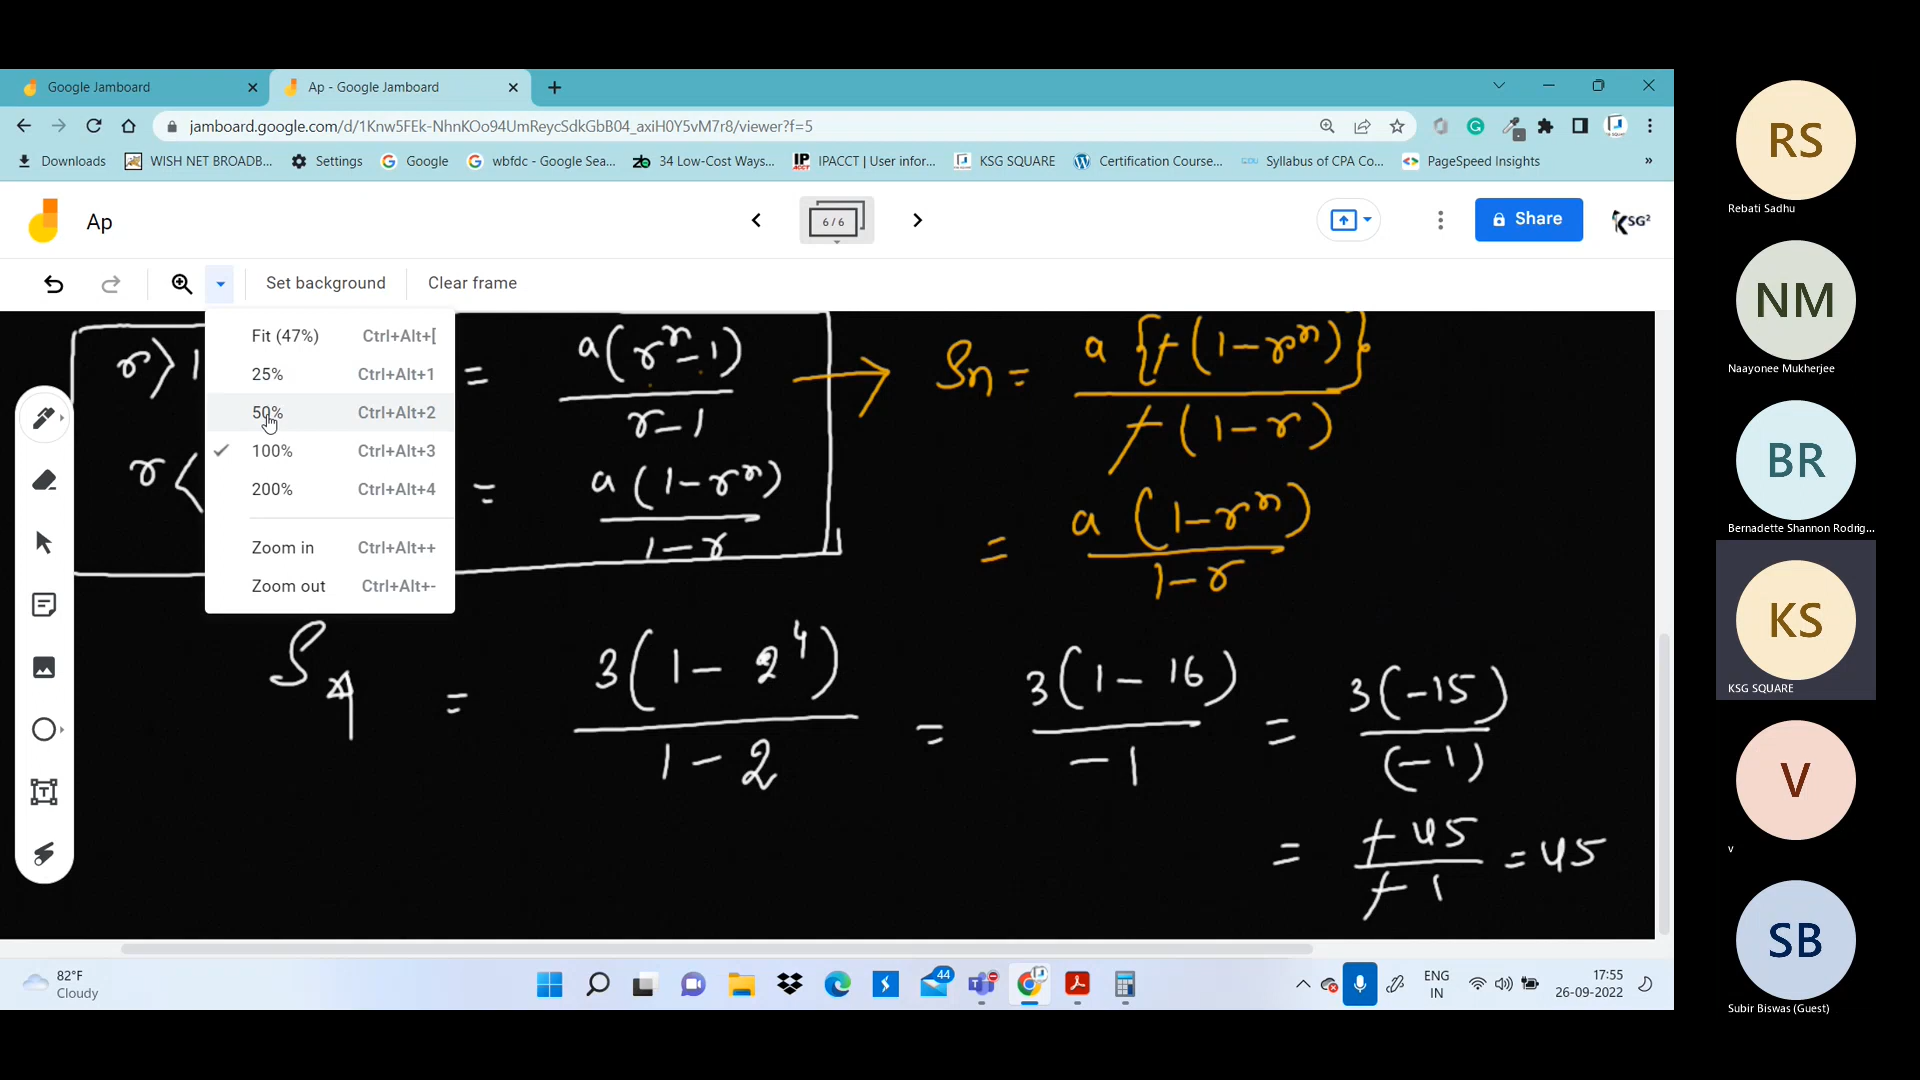 Google Jamboard
Ap - Google Jamboard
jamboard.google.com/d/1Knw5FEk-NhnKOo94UmReycSdkGbB04_axiH0Y5vM7r8/viewer?f=5
Downloads WISH NET BROADB... Settings Google wbfdc - Google Sea... 34 Low-Cost Ways... IPACCT | User infor... KSG SQUARE Certification Course... Syllabus of CPA Co... PageSpeed Insights »
Ap
6 / 6
Share
KSG²
Set background Clear frame
Fit (47%) Ctrl+Alt+[
25% Ctrl+Alt+1
50% Ctrl+Alt+2
100% Ctrl+Alt+3
200% Ctrl+Alt+4
Zoom in Ctrl+Alt++
Zoom out Ctrl+Alt+-
r > 1 = a(r^n - 1) / r - 1 → Sn = a {-(1 - r^n)} / -(1 - r)
r < = a(1 - r^n) / 1 - r = a(1 - r^n) / 1 - r
S4 = 3(1 - 2^4) / 1 - 2 = 3(1 - 16) / -1 = 3(-15) / (-1)
= -45 / -1 = 45
82°F
Cloudy
44
ENG
IN
17:55
26-09-2022
RS
Rebati Sadhu
NM
Naayonee Mukherjee
BR
Bernadette Shannon Rodrig...
KS
KSG SQUARE
V
v
SB
Subir Biswas (Guest)